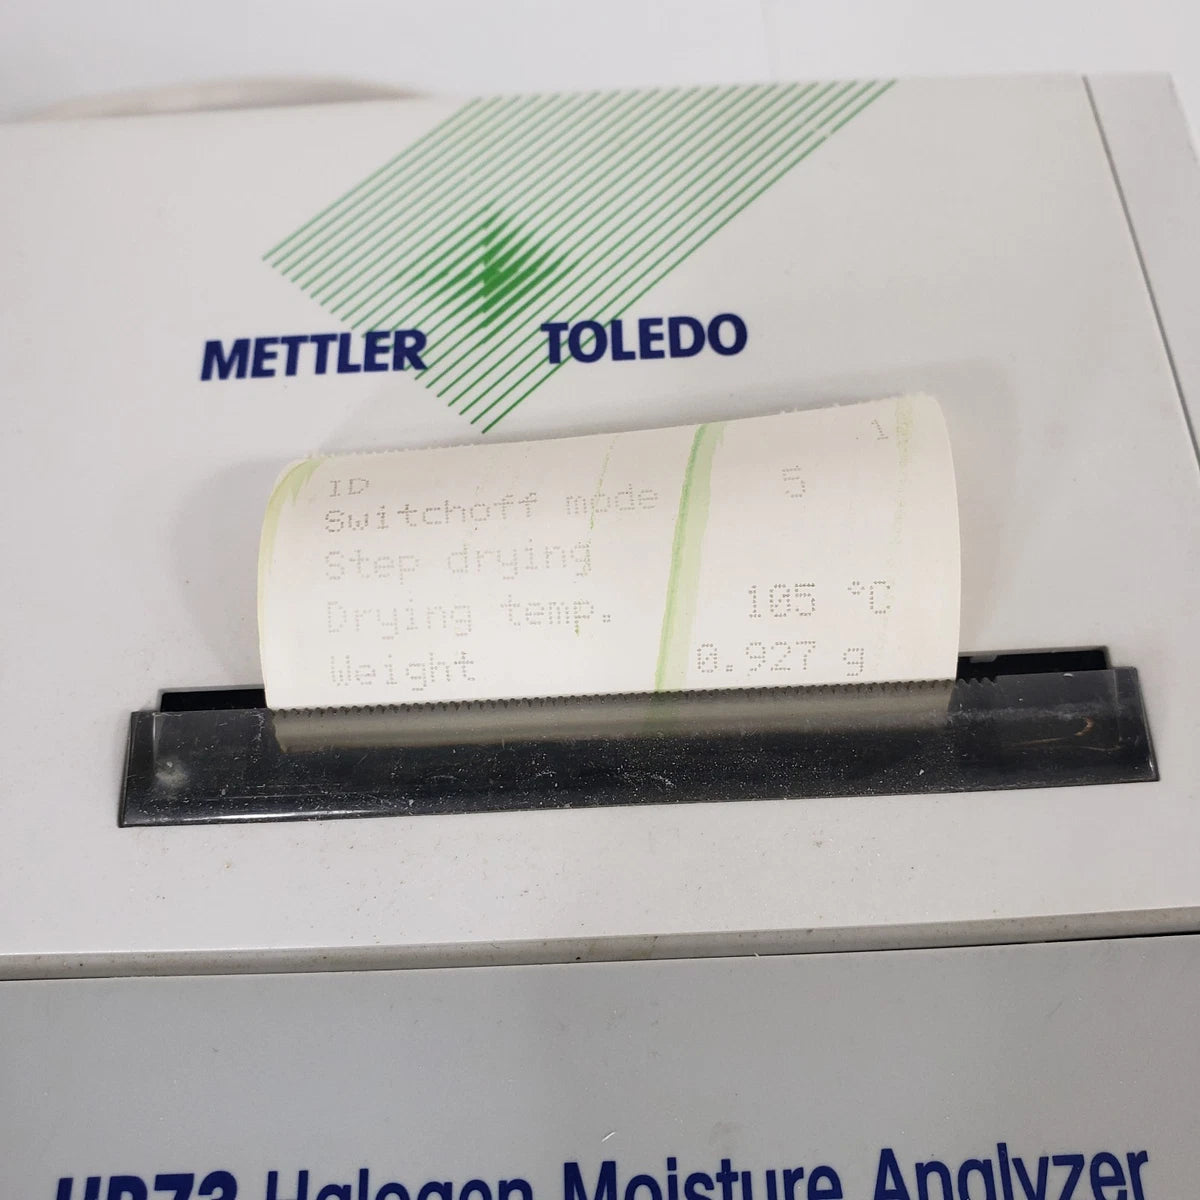 METTLER TOLEDO
ID 1
Switchoff mode 5
Step drying
Drying temp. 105 °C
Weight 0.927 g
Halogen Moisture Analyzer